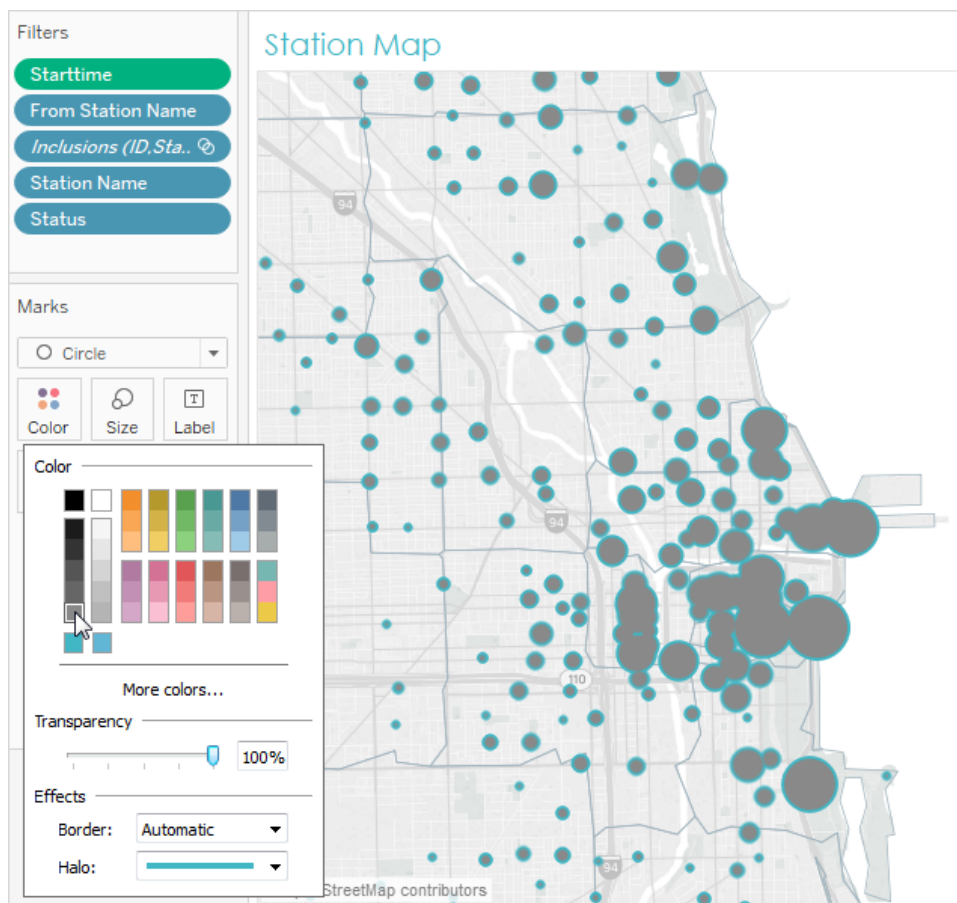 Filters
Starttime
From Station Name
Inclusions (ID,Sta..
Station Name
Status
Marks
Circle
Color
Size
T
Label
Color
More colors...
Transparency
100%
Effects
Border:
Automatic
Halo:
Station Map
94
94
110
94
StreetMap contributors